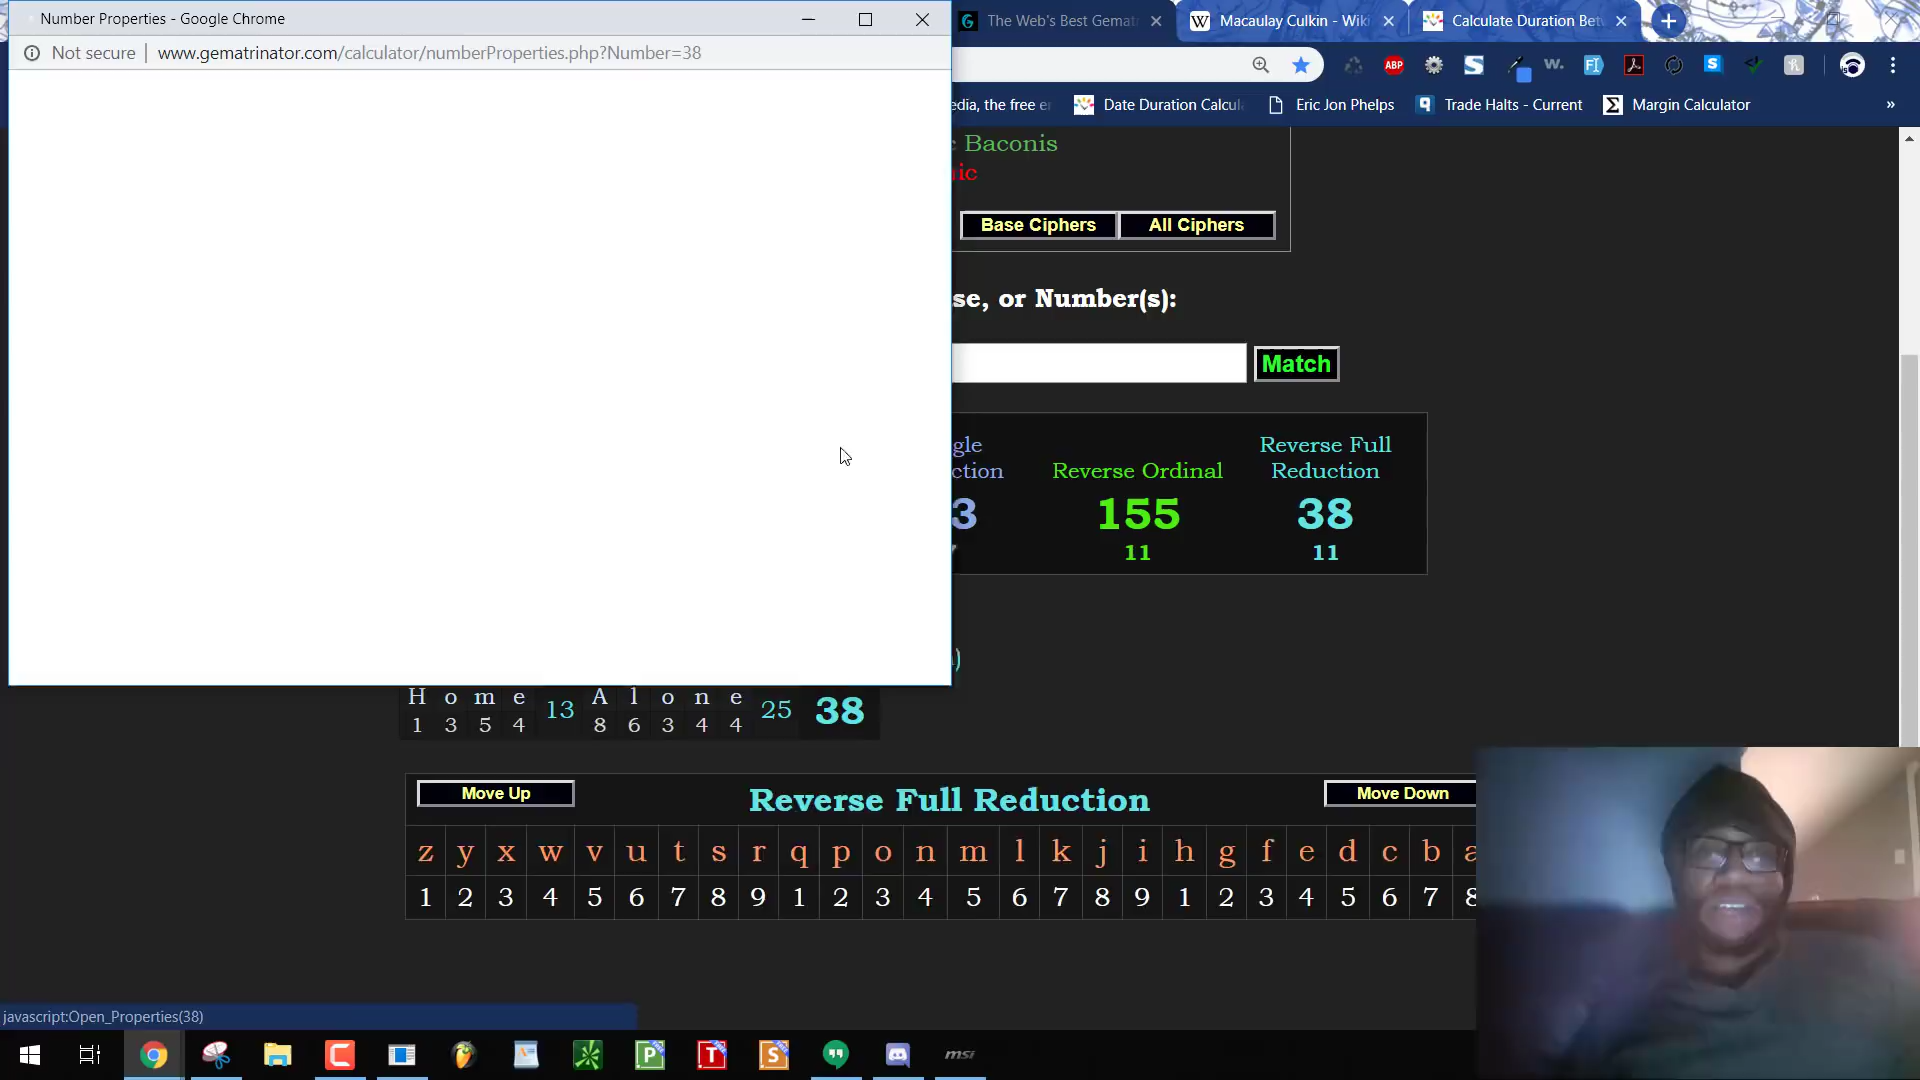 Number Properties - Google Chrome
The Web's Best Gemat
Macaulay Culkin - Wiki
Calculate Duration Bet
Not secure | www.gematrinator.com/calculator/numberProperties.php?Number=38
ABP
edia, the free e
Date Duration Calcul
Eric Jon Phelps
Trade Halts - Current
Margin Calculator
»
c Baconis
nic
Base Ciphers
All Ciphers
se, or Number(s):
Match
gle
ction
3
Reverse Ordinal
155
11
Reverse Full
Reduction
38
11
H o m e 13 A l o n e 25 38
1 3 5 4 8 6 3 4 4
Move Up
Reverse Full Reduction
Move Down
z y x w v u t s r q p o n m l k j i h g f e d c b a
1 2 3 4 5 6 7 8 9 1 2 3 4 5 6 7 8 9 1 2 3 4 5 6 7 8
javascript:Open_Properties(38)
msi